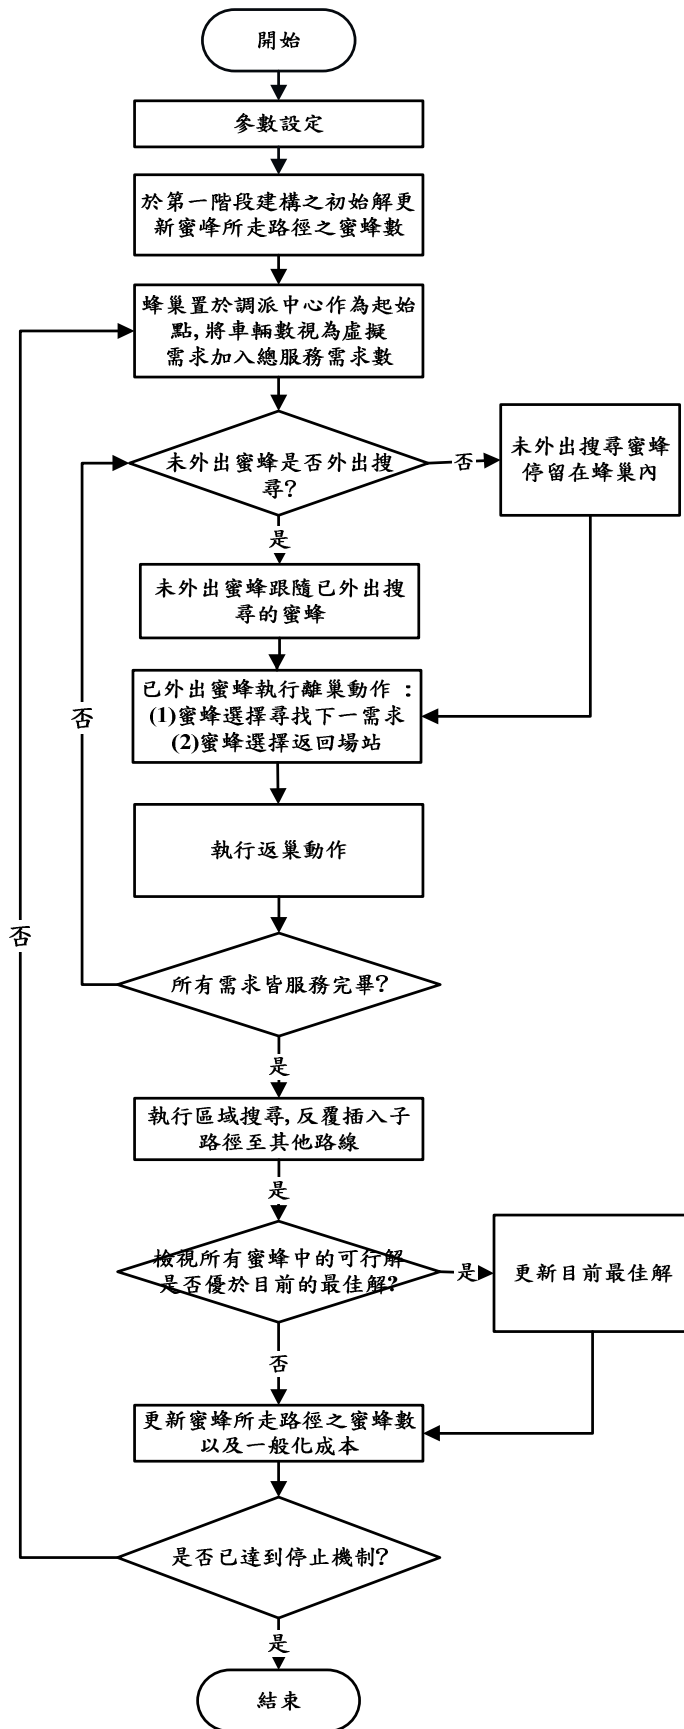 開始
參數設定
於第一階段建構之初始解更
新蜜峰所走路徑之蜜蜂數
蜂巢置於調派中心作為起始
點,將車輛數視為虛擬
需求加入總服務需求數
未外出蜜蜂是否外出搜
尋?
否
未外出搜尋蜜蜂
停留在蜂巢內
是
未外出蜜蜂跟隨已外出搜
尋的蜜蜂
已外出蜜蜂執行離巢動作：
(1)蜜蜂選擇尋找下一需求
(2)蜜蜂選擇返回場站
否
執行返巢動作
否
所有需求皆服務完畢?
是
執行區域搜尋,反覆插入子
路徑至其他路線
是
檢視所有蜜蜂中的可行解
是否優於目前的最佳解?
是
更新目前最佳解
否
更新蜜蜂所走路徑之蜜蜂數
以及一般化成本
是否已達到停止機制?
是
結束